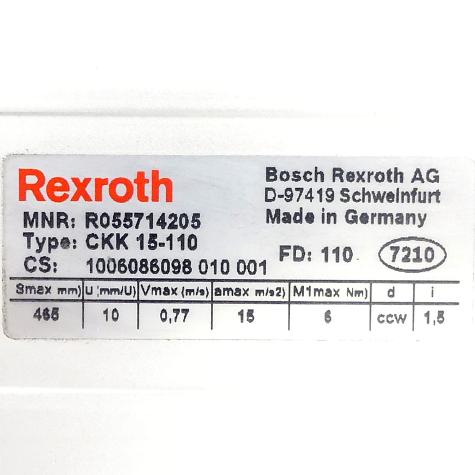 Rexroth
Bosch Rexroth AG
D-97419 Schweinfurt
Made in Germany
MNR: R055714205
Type: CKK 15-110
FD: 110 7210
CS: 1006086098 010 001
Smax mm) u (mm/U) Vmax (m/s) amax m/s2) M1max Nm) d i
465 10 0,77 15 6 ccw 1,5